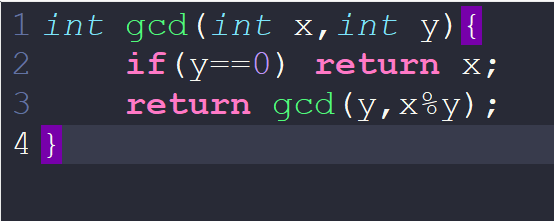 1 int gcd(int x,int y){
2     if(y==0) return x;
3     return gcd(y,x%y);
4 }